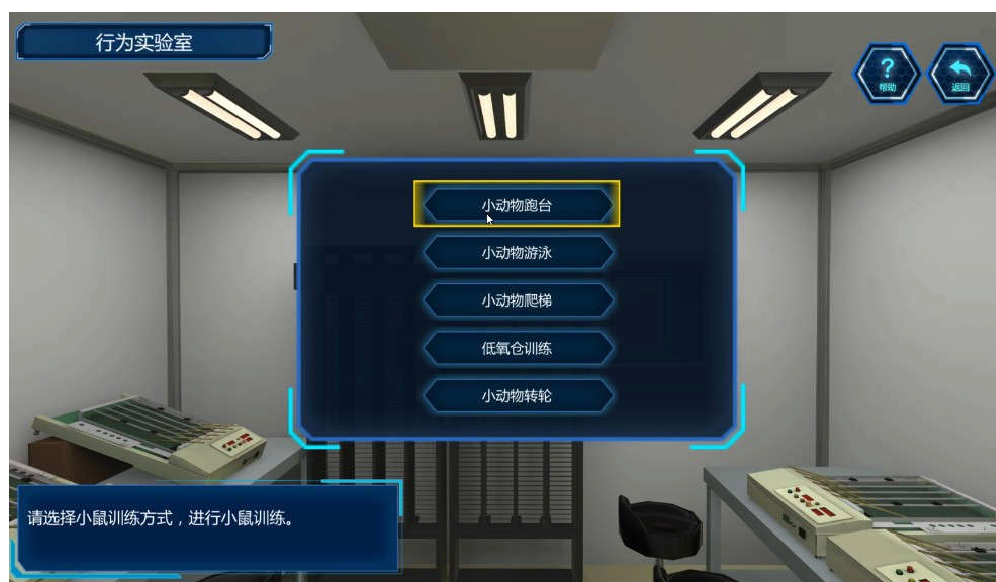 行为实验室
?
帮助
返回
小动物跑台
小动物游泳
小动物爬梯
低氧仓训练
小动物转轮
请选择小鼠训练方式，进行小鼠训练。